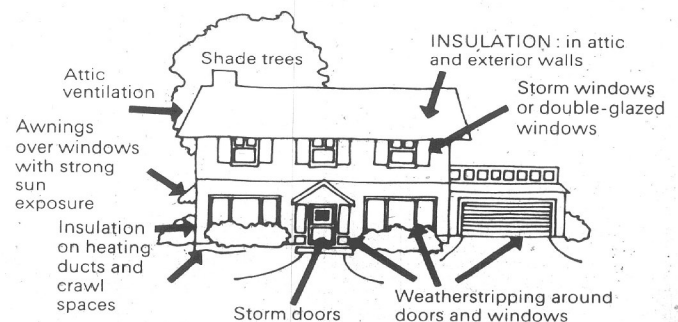 Shade trees
INSULATION : in attic
and exterior walls
Attic
ventilation
Storm windows
or double-glazed
windows
Awnings
over windows
with strong
sun
exposure
Insulation
on heating
ducts and
crawl
spaces
Storm doors
Weatherstripping around
doors and windows